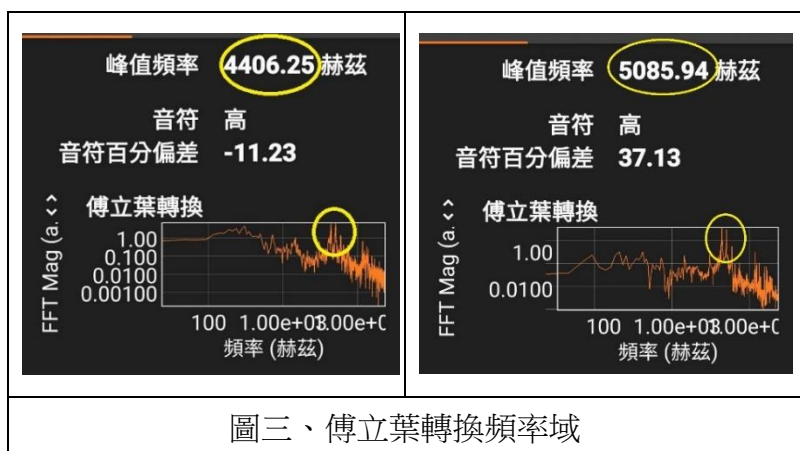 峰值頻率 4406.25 赫茲
音符 高
音符百分偏差 -11.23
傅立葉轉換
FFT Mag (a.
1.00
0.100
0.0100
0.00100
100 1.00e+03
頻率 (赫茲)
峰值頻率 5085.94 赫茲
音符 高
音符百分偏差 37.13
傅立葉轉換
FFT Mag (a.
1.00
0.0100
100 1.00e+03
頻率 (赫茲)
圖三、傅立葉轉換頻率域